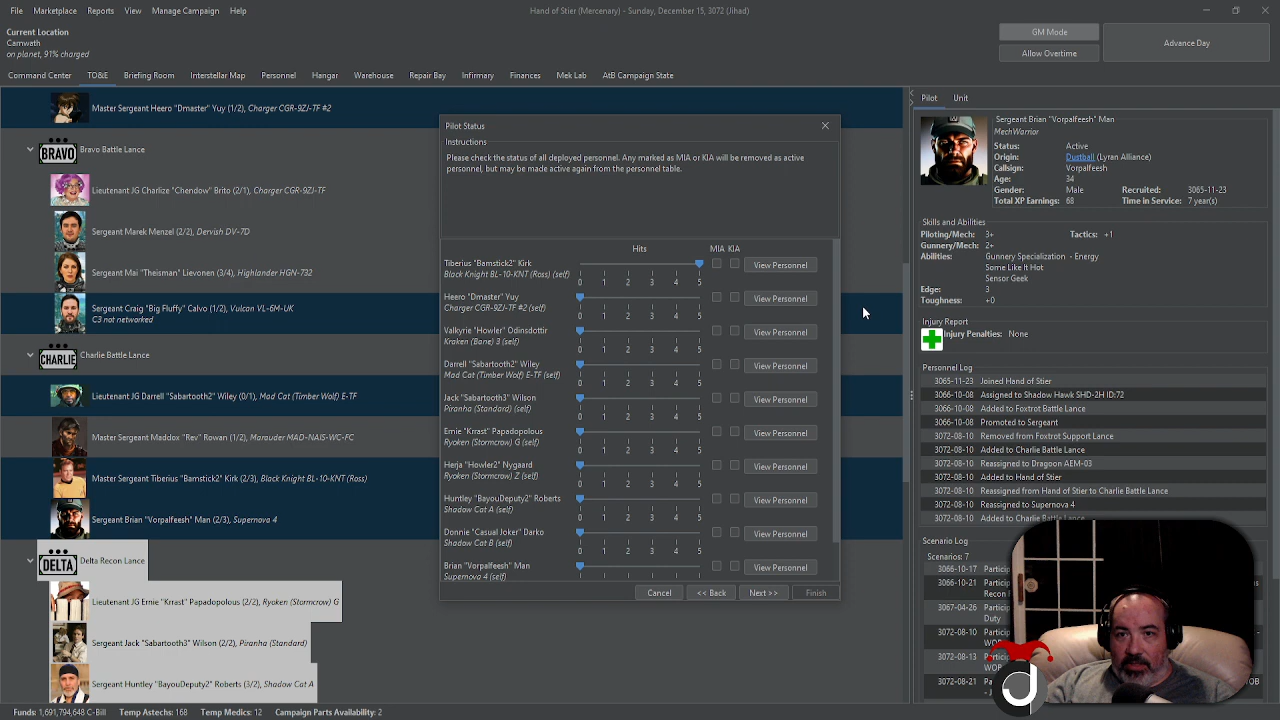 File Marketplace Reports View Manage Campaign Help
Hand of Stier (Mercenary) - Sunday, December 15, 3072 (Jihad)
Current Location
Carnwath
on planet, 91% charged
GM Mode
Allow Overtime
Advance Day
Command Center TO&E Briefing Room Interstellar Map Personnel Hangar Warehouse Repair Bay Infirmary Finances Mek Lab AtB Campaign State
Master Sergeant Heero "Dmaster" Yuy (1/2), Charger CGR-9ZJ-TF #2
BRAVO Bravo Battle Lance
Lieutenant JG Charlize "Chendow" Brito (2/1), Charger CGR-TF
Sergeant Marek Menzel (2/2), Dervish DV-7D
Sergeant Mai "Theisman" Lievonen (3/4), Highlander HGN-732
Sergeant Craig "Big Fluffy" Calvo (1/2), Vulcan VL-6M-UK
C3 not networked
CHARLIE Charlie Battle Lance
Lieutenant JG Darrell "Sabartooth2" Wiley (0/1), Mad Cat (Timber Wolf) E-TF
Master Sergeant Maddox "Rev" Rowan (1/2), Marauder MAD-NAIS-WC-FC
Master Sergeant Tiberius "Bamstick2" Kirk (2/3), Black Knight BL-10-KNT (Ross)
Sergeant Brian "Vorpalfeesh" Man (2/3), Supernova 4
DELTA Delta Recon Lance
Lieutenant JG Ernie "Krrast" Papadopolous (2/2), Ryoken (Stormcrow) G
Sergeant Jack "Sabartooth3" Wilson (2/2), Piranha (Standard)
Sergeant Huntley "BayouDeputy2" Roberts (3/2), Shadow Cat A
Pilot Status
Instructions
Please check the status of all deployed personnel. Any marked as MIA or KIA will be removed as active
personnel, but may be made active again from the personnel table.
Hits MIA KIA
Tiberius "Bamstick2" Kirk
Black Knight BL-10-KNT (Ross) (self)
0 1 2 3 4 5
View Personnel
Heero "Dmaster" Yuy
Charger CGR-9ZJ-TF #2 (self)
0 1 2 3 4 5
View Personnel
Valkyrie "Howler" Odinsdottir
Kraken (Bane) 3 (self)
0 1 2 3 4 5
View Personnel
Darrell "Sabartooth2" Wiley
Mad Cat (Timber Wolf) E-TF (self)
0 1 2 3 4 5
View Personnel
Jack "Sabartooth3" Wilson
Piranha (Standard) (self)
0 1 2 3 4 5
View Personnel
Ernie "Krrast" Papadopolous
Ryoken (Stormcrow) G (self)
0 1 2 3 4 5
View Personnel
Herja "Howler2" Nygaard
Ryoken (Stormcrow) Z (self)
0 1 2 3 4 5
View Personnel
Huntley "BayouDeputy2" Roberts
Shadow Cat A (self)
0 1 2 3 4 5
View Personnel
Donnie "Casual Joker" Darko
Shadow Cat B (self)
0 1 2 3 4 5
View Personnel
Brian "Vorpalfeesh" Man
Supernova 4 (self)
View Personnel
Cancel << Back Next >> Finish
Pilot Unit
Sergeant Brian "Vorpalfeesh" Man
MechWarrior
Status: Active
Origin: Dustball (Lyran Alliance)
Callsign: Vorpalfeesh
Age: 34
Gender: Male Recruited: 3065-11-23
Total XP Earnings: 68 Time in Service: 7 year(s)
Skills and Abilities
Piloting/Mech: 3+ Tactics: +1
Gunnery/Mech: 2+
Abilities: Gunnery Specialization - Energy
Some Like It Hot
Sensor Geek
Edge: 3
Toughness: +0
Injury Report
Injury Penalties: None
Personnel Log
3065-11-23 Joined Hand of Stier
3066-10-08 Assigned to Shadow Hawk SHD-2H ID:72
3066-10-08 Added to Foxtrot Battle Lance
3066-10-08 Promoted to Sergeant
3072-08-10 Removed from Foxtrot Support Lance
3072-08-10 Added to Charlie Battle Lance
3072-08-10 Reassigned to Dragoon AEM-03
3072-08-10 Added to Hand of Stier
3072-08-10 Reassigned from Hand of Stier to Charlie Battle Lance
3072-08-10 Reassigned to Supernova 4
3072-08-10 Added to Charlie Battle Lance
Scenario Log
Scenarios: 7
3066-10-17 Partici
3066-10-21 Partici
Recon
3067-04-26 Partici
Duty
3072-08-10 Partici
WOB
3072-08-13 Partici
WOB
3072-08-21 Partici
Funds: 1,691,794,648 C-Bill Temp Astechs: 168 Temp Medics: 12 Campaign Parts Availability: 2